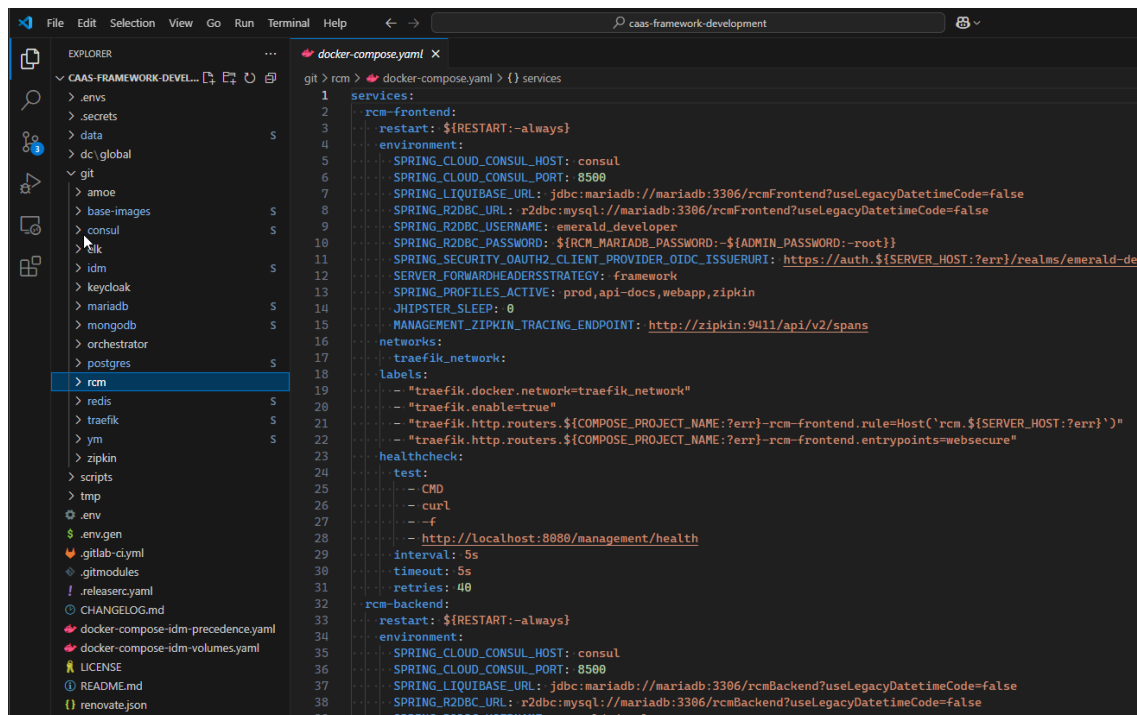 File Edit Selection View Go Run Terminal Help
caas-framework-development
EXPLORER
CAAS-FRAMEWORK-DEVEL...
.envs
.secrets
data S
dc\global
git
amoe
base-images S
consul S
elk
idm S
keycloak
mariadb S
mongodb S
orchestrator
postgres S
rcm
redis S
traefik S
ym S
zipkin
scripts
tmp
.env
$ .env.gen
.gitlab-ci.yml
.gitmodules
! .releaserc.yaml
CHANGELOG.md
docker-compose-idm-precedence.yaml
docker-compose-idm-volumes.yaml
LICENSE
README.md
{} renovate.json
3
docker-compose.yaml
git > rcm > docker-compose.yaml > {} services
1 services:
2 rcm-frontend:
3 restart: ${RESTART:-always}
4 environment:
5 SPRING_CLOUD_CONSUL_HOST: consul
6 SPRING_CLOUD_CONSUL_PORT: 8500
7 SPRING_LIQUIBASE_URL: jdbc:mariadb://mariadb:3306/rcmFrontend?useLegacyDatetimeCode=false
8 SPRING_R2DBC_URL: r2dbc:mysql://mariadb:3306/rcmFrontend?useLegacyDatetimeCode=false
9 SPRING_R2DBC_USERNAME: emerald_developer
10 SPRING_R2DBC_PASSWORD: ${RCM_MARIADB_PASSWORD:-${ADMIN_PASSWORD:-root}}
11 SPRING_SECURITY_OAUTH2_CLIENT_PROVIDER_OIDC_ISSUERURI: https://auth.${SERVER_HOST:?err}/realms/emerald-de
12 SERVER_FORWARDHEADERSSTRATEGY: framework
13 SPRING_PROFILES_ACTIVE: prod,api-docs,webapp,zipkin
14 JHIPSTER_SLEEP: 0
15 MANAGEMENT_ZIPKIN_TRACING_ENDPOINT: http://zipkin:9411/api/v2/spans
16 networks:
17 traefik_network:
18 labels:
19 - "traefik.docker.network=traefik_network"
20 - "traefik.enable=true"
21 - "traefik.http.routers.${COMPOSE_PROJECT_NAME:?err}-rcm-frontend.rule=Host(`rcm.${SERVER_HOST:?err}`)"
22 - "traefik.http.routers.${COMPOSE_PROJECT_NAME:?err}-rcm-frontend.entrypoints=websecure"
23 healthcheck:
24 test:
25 - CMD
26 - curl
27 - -f
28 - http://localhost:8080/management/health
29 interval: 5s
30 timeout: 5s
31 retries: 40
32 rcm-backend:
33 restart: ${RESTART:-always}
34 environment:
35 SPRING_CLOUD_CONSUL_HOST: consul
36 SPRING_CLOUD_CONSUL_PORT: 8500
37 SPRING_LIQUIBASE_URL: jdbc:mariadb://mariadb:3306/rcmBackend?useLegacyDatetimeCode=false
38 SPRING_R2DBC_URL: r2dbc:mysql://mariadb:3306/rcmBackend?useLegacyDatetimeCode=false